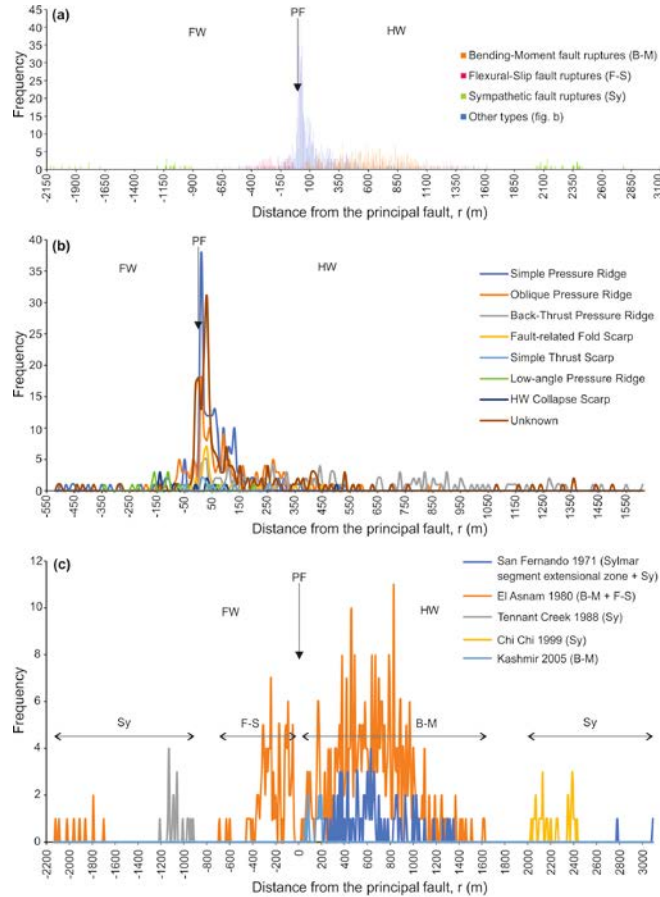 (a)
PF
FW
HW
45
40
35
30
25
20
15
10
5
0
Frequency
Bending-Moment fault ruptures (B-M)
Flexural-Slip fault ruptures (F-S)
Sympathetic fault ruptures (Sy)
Other types (fig. b)
-2150 -1900 -1650 -1400 -1150 -900 -650 -400 -150 100 350 600 850 1100 1350 1600 1850 2100 2350 2600 2850 3100
Distance from the principal fault, r (m)
(b)
PF
FW
HW
40
35
30
25
20
15
10
5
0
Frequency
Simple Pressure Ridge
Oblique Pressure Ridge
Back-Thrust Pressure Ridge
Fault-related Fold Scarp
Simple Thrust Scarp
Low-angle Pressure Ridge
HW Collapse Scarp
Unknown
-550 -450 -350 -250 -150 -50 50 150 250 350 450 550 650 750 850 950 1050 1150 1250 1350 1450 1550
Distance from the principal fault, r (m)
(c)
PF
FW
HW
12
10
8
6
4
2
0
Frequency
San Fernando 1971 (Sylmar
segment extensional zone + Sy)
El Asnam 1980 (B-M + F-S)
Tennant Creek 1988 (Sy)
Chi Chi 1999 (Sy)
Kashmir 2005 (B-M)
Sy
F-S
B-M
Sy
-2200 -2000 -1800 -1600 -1400 -1200 -1000 -800 -600 -400 -200 0 200 400 600 800 1000 1200 1400 1600 1800 2000 2200 2400 2600 2800 3000
Distance from the principal fault, r (m)